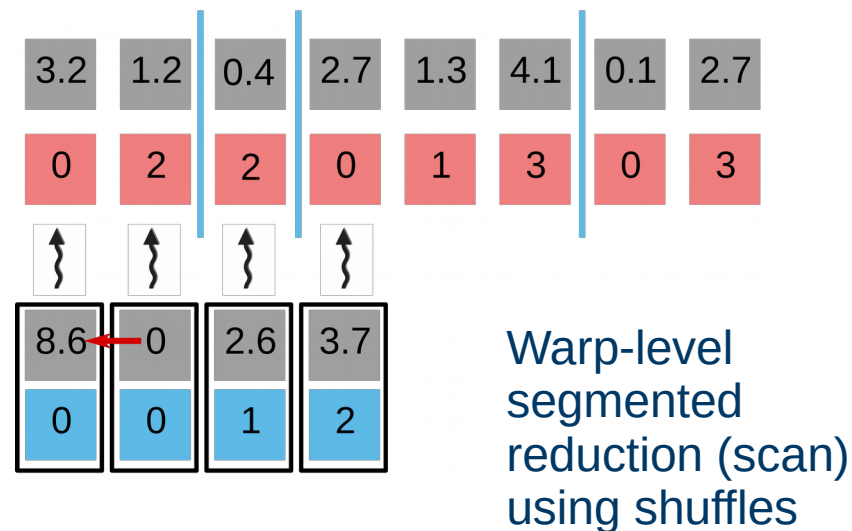 3.2 1.2 0.4 2.7 1.3 4.1 0.1 2.7
0 2 2 0 1 3 0 3
8.6 0 2.6 3.7
0 0 1 2
Warp-level
segmented
reduction (scan)
using shuffles